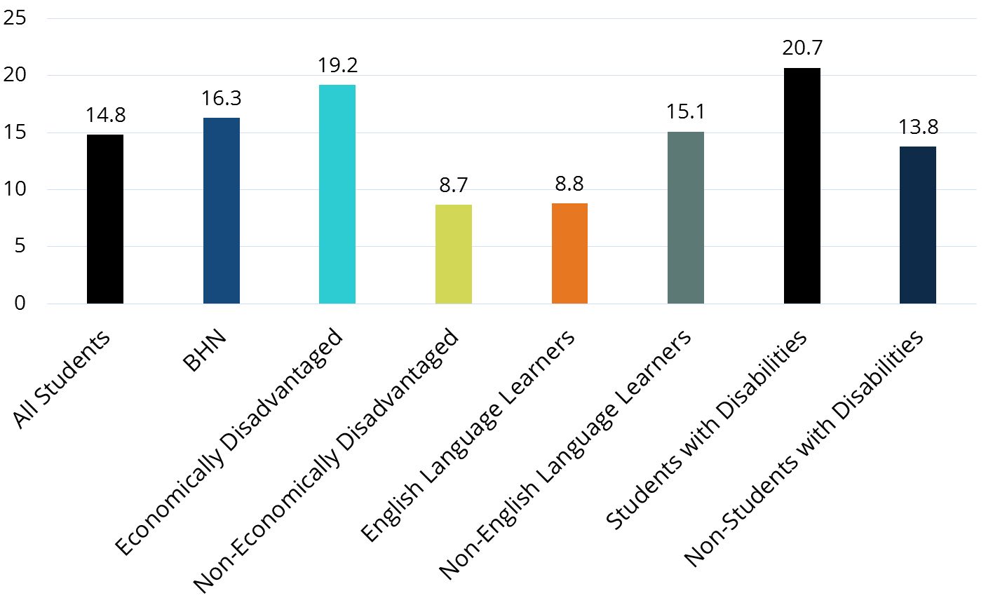 25
20
15
10
5
0
14.8
16.3
19.2
8.7
8.8
15.1
20.7
13.8
All Students
BHN
Economically Disadvantaged
Non-Economically Disadvantaged
English Language Learners
Non-English Language Learners
Students with Disabilities
Non-Students with Disabilities